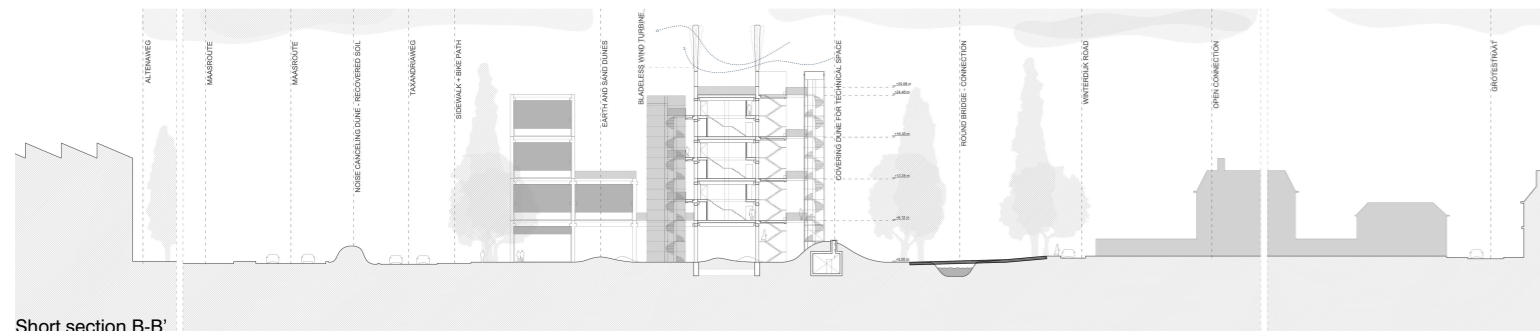 ALTENAWEG
MAASROUTE
MAASROUTE
NOISE CANCELING DUNE - RECOVERED SOIL
TAXANDRIAWEG
SIDEWALK + BIKE PATH
EARTH AND SAND DUNES
BLADELESS WIND TURBINE
COVERING DUNE FOR TECHNICAL SPACE
ROUND BRIDGE - CONNECTION
WINTERDIJK ROAD
OPEN CONNECTION
GROTESTRAAT
Short section B-B'